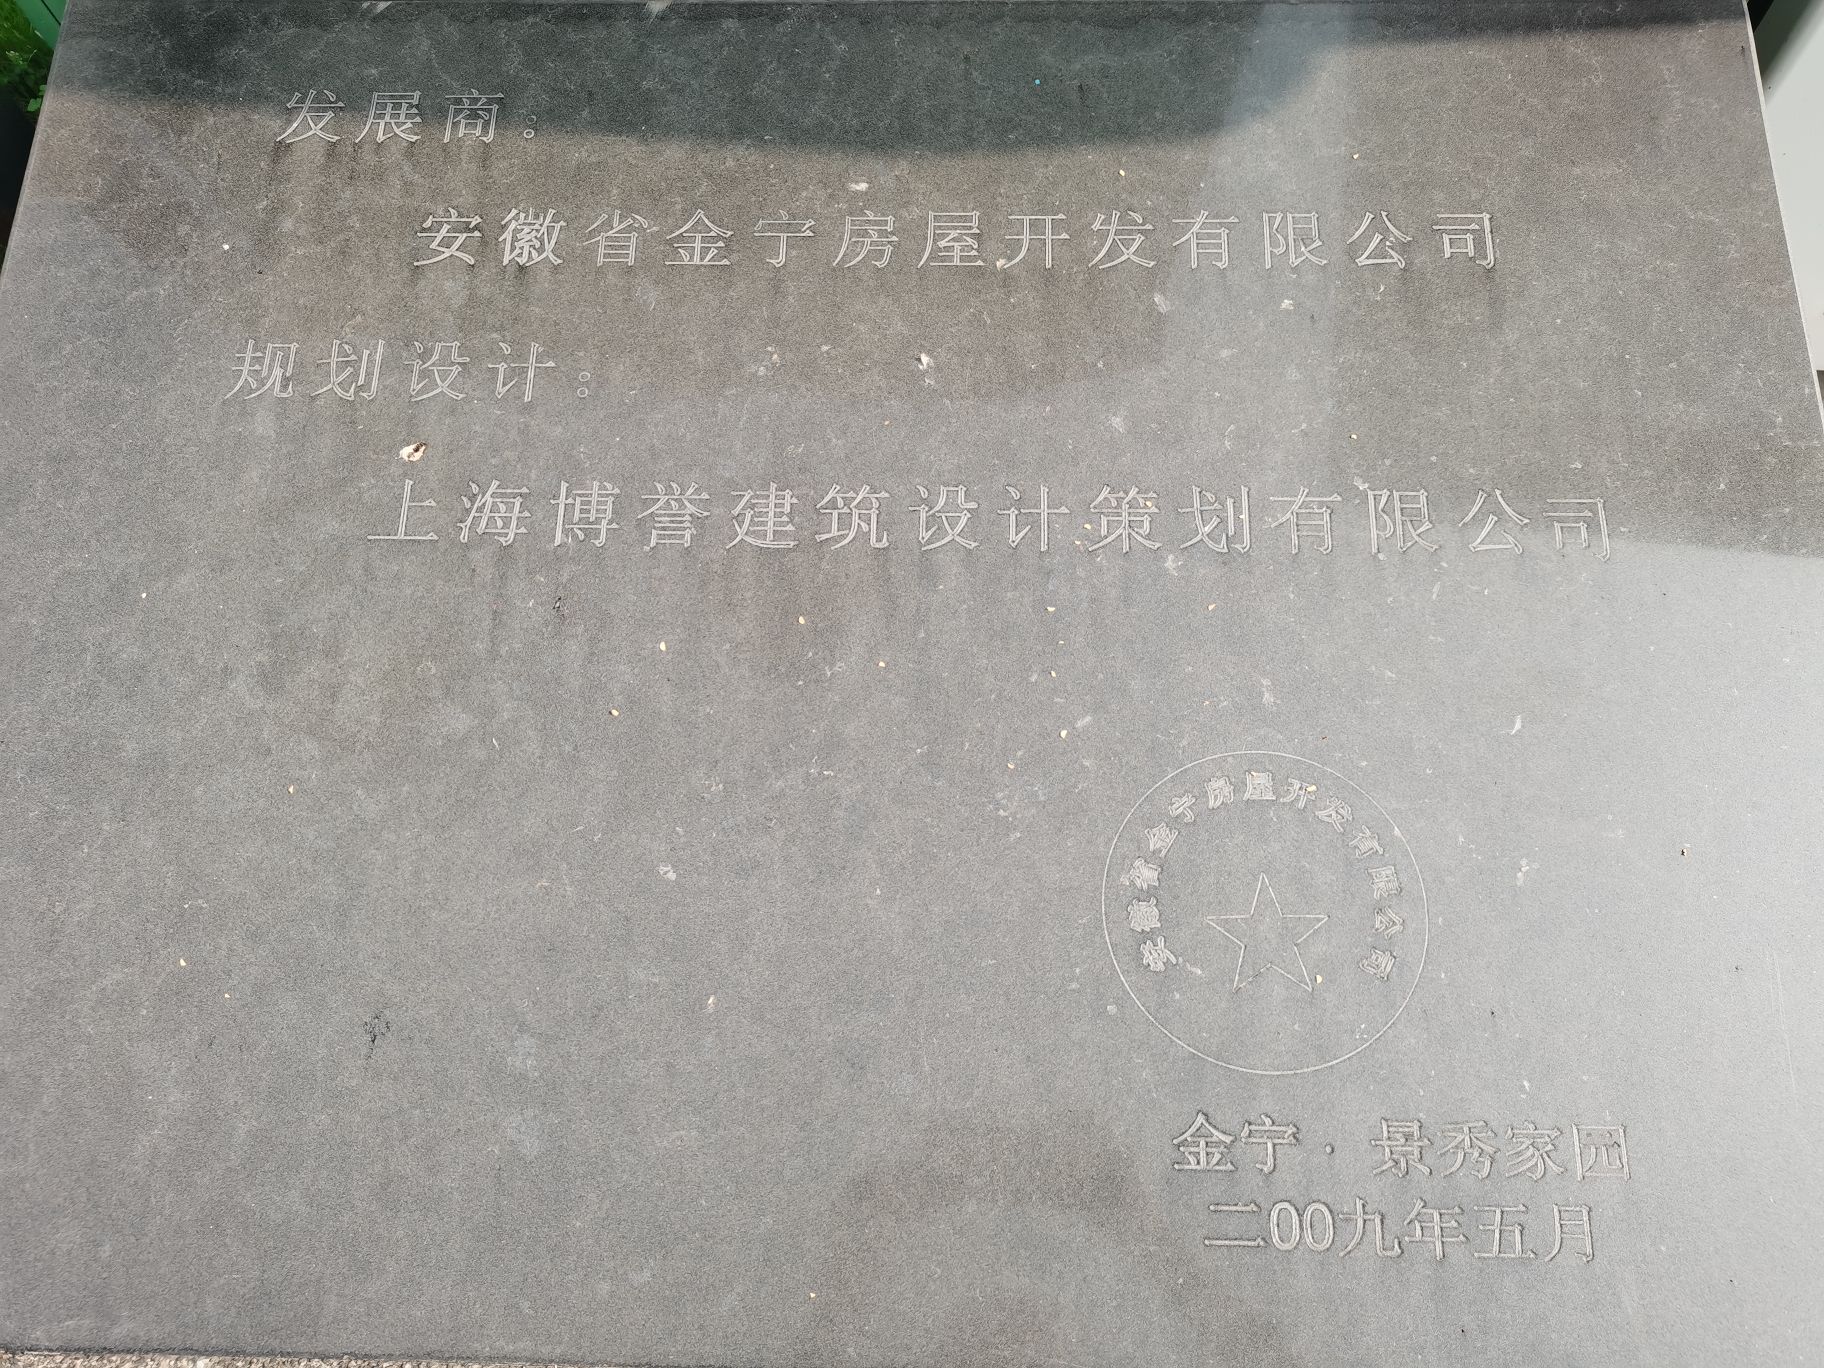 发展商：
安徽省金宁房屋开发有限公司
规划设计：
上海博誉建筑设计策划有限公司
安徽省金宁房屋开发有限公司
金宁·景秀家园
二00九年五月